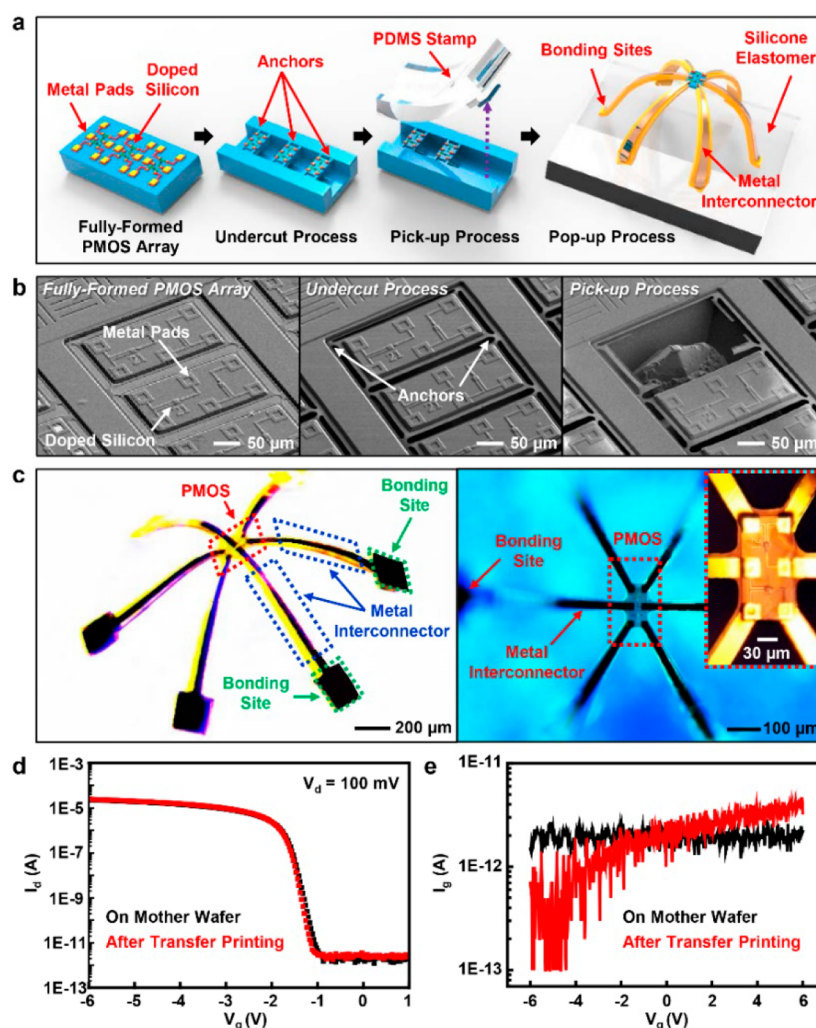 a
Metal Pads
Doped
Silicon
Anchors
PDMS Stamp
Bonding Sites
Silicone
Elastomer
Metal
Interconnector
Fully-Formed
PMOS Array
Undercut Process
Pick-up Process
Pop-up Process
b
Fully-Formed PMOS Array
Metal Pads
Doped Silicon
50 μm
Undercut Process
Anchors
50 μm
Pick-up Process
50 μm
c
PMOS
Bonding
Site
Metal
Interconnector
Bonding
Site
200 μm
Bonding
Site
PMOS
Metal
Interconnector
30 μm
100 μm
d
1E-3
1E-5
1E-7
1E-9
1E-11
1E-13
I_d (A)
V_d = 100 mV
On Mother Wafer
After Transfer Printing
-6 -5 -4 -3 -2 -1 0 1
V_g (V)
e
1E-11
1E-12
1E-13
I_g (A)
On Mother Wafer
After Transfer Printing
-6 -4 -2 0 2 4 6
V_g (V)